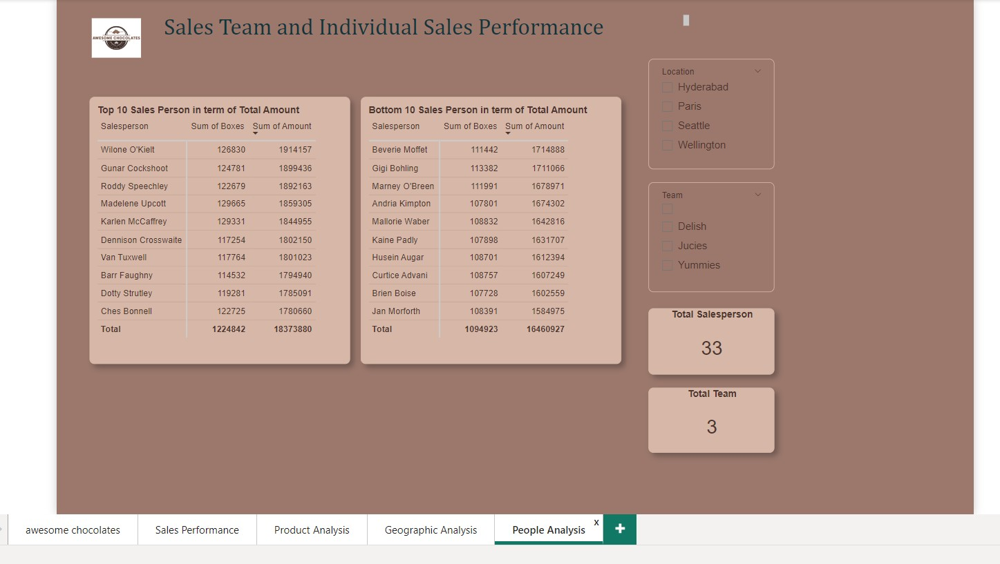 Sales Team and Individual Sales Performance
AWESOME CHOCOLATES
Top 10 Sales Person in term of Total Amount
Salesperson Sum of Boxes Sum of Amount
Wilone O'Kielt 126830 1914157
Gunar Cockshoot 124781 1899436
Roddy Speechley 122679 1892163
Madelene Upcott 129665 1859305
Karlen McCaffrey 129331 1844955
Dennison Crosswaite 117254 1802150
Van Tuxwell 117764 1801023
Barr Faughny 114532 1794940
Dotty Strutley 119281 1785091
Ches Bonnell 122725 1780660
Total 1224842 18373880
Bottom 10 Sales Person in term of Total Amount
Salesperson Sum of Boxes Sum of Amount
Beverie Moffet 111442 1714888
Gigi Bohling 113382 1711066
Marney O'Breen 111991 1678971
Andria Kimpton 107801 1674302
Mallorie Waber 108832 1642816
Kaine Padly 107898 1631707
Husein Augar 108701 1612394
Curtice Advani 108757 1607249
Brien Boise 107728 1602559
Jan Morforth 108391 1584975
Total 1094923 16460927
Location
Hyderabad
Paris
Seattle
Wellington
Team
Delish
Jucies
Yummies
Total Salesperson
33
Total Team
3
awesome chocolates Sales Performance Product Analysis Geographic Analysis People Analysis x +